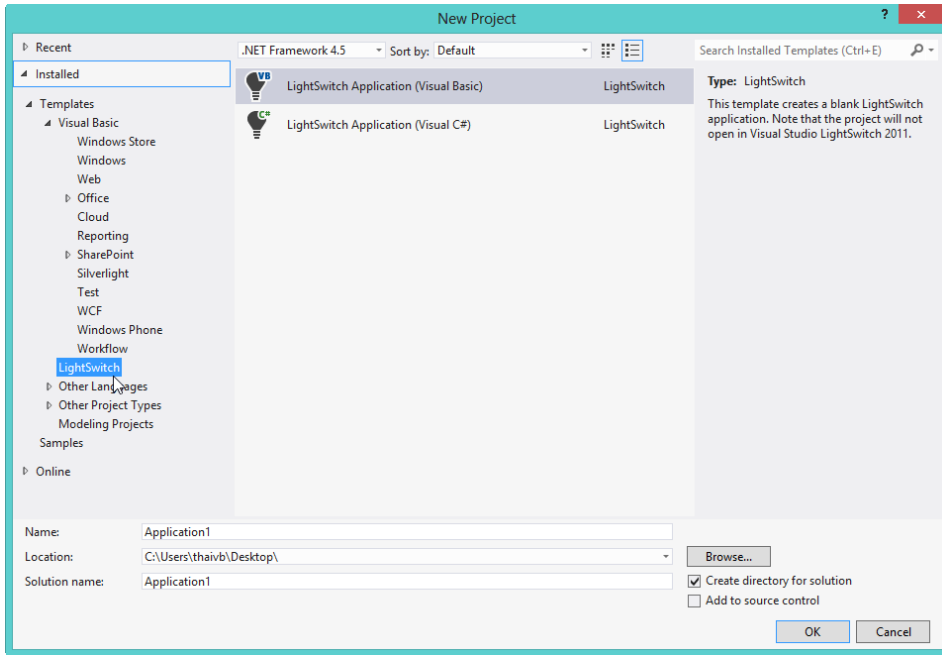 New Project
?
Recent
Installed
Templates
Visual Basic
Windows Store
Windows
Web
Office
Cloud
Reporting
SharePoint
Silverlight
Test
WCF
Windows Phone
Workflow
LightSwitch
Other Languages
Other Project Types
Modeling Projects
Samples
Online
.NET Framework 4.5 Sort by: Default
VB LightSwitch Application (Visual Basic) LightSwitch
C# LightSwitch Application (Visual C#) LightSwitch
Search Installed Templates (Ctrl+E)
Type: LightSwitch
This template creates a blank LightSwitch
application. Note that the project will not
open in Visual Studio LightSwitch 2011.
Name: Application1
Location: C:\Users\thaivb\Desktop\
Solution name: Application1
Browse...
Create directory for solution
Add to source control
OK Cancel